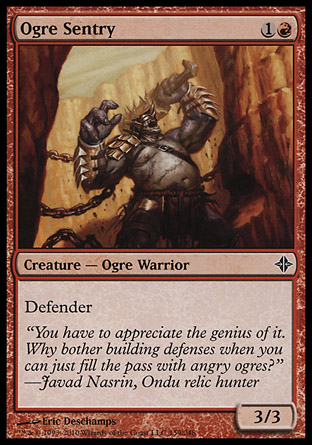 Ogre Sentry 1
Creature — Ogre Warrior
Defender
“You have to appreciate the genius of it.
Why bother building defenses when you
can just fill the pass with angry ogres?”
—Javad Nasrin, Ondu relic hunter
Eric Deschamps
3/3